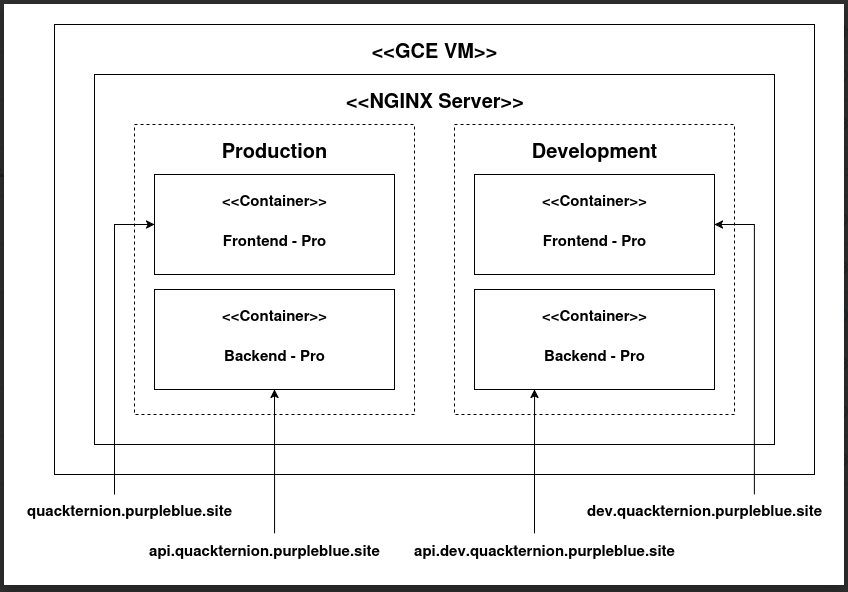 <<GCE VM>>
<<NGINX Server>>
Production
<<Container>>
Frontend - Pro
<<Container>>
Backend - Pro
Development
<<Container>>
Frontend - Pro
<<Container>>
Backend - Pro
quackternion.purpleblue.site
dev.quackternion.purpleblue.site
api.quackternion.purpleblue.site
api.dev.quackternion.purpleblue.site